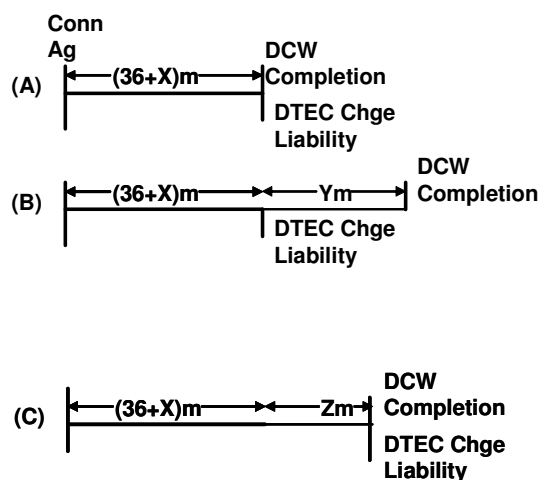 Conn
Ag
(36+X)m
DCW
Completion
(A)
DTEC Chge
Liability
DCW
Completion
(36+X)m
Ym
(B)
DTEC Chge
Liability
DCW
Completion
(36+X)m
Zm
(C)
DTEC Chge
Liability